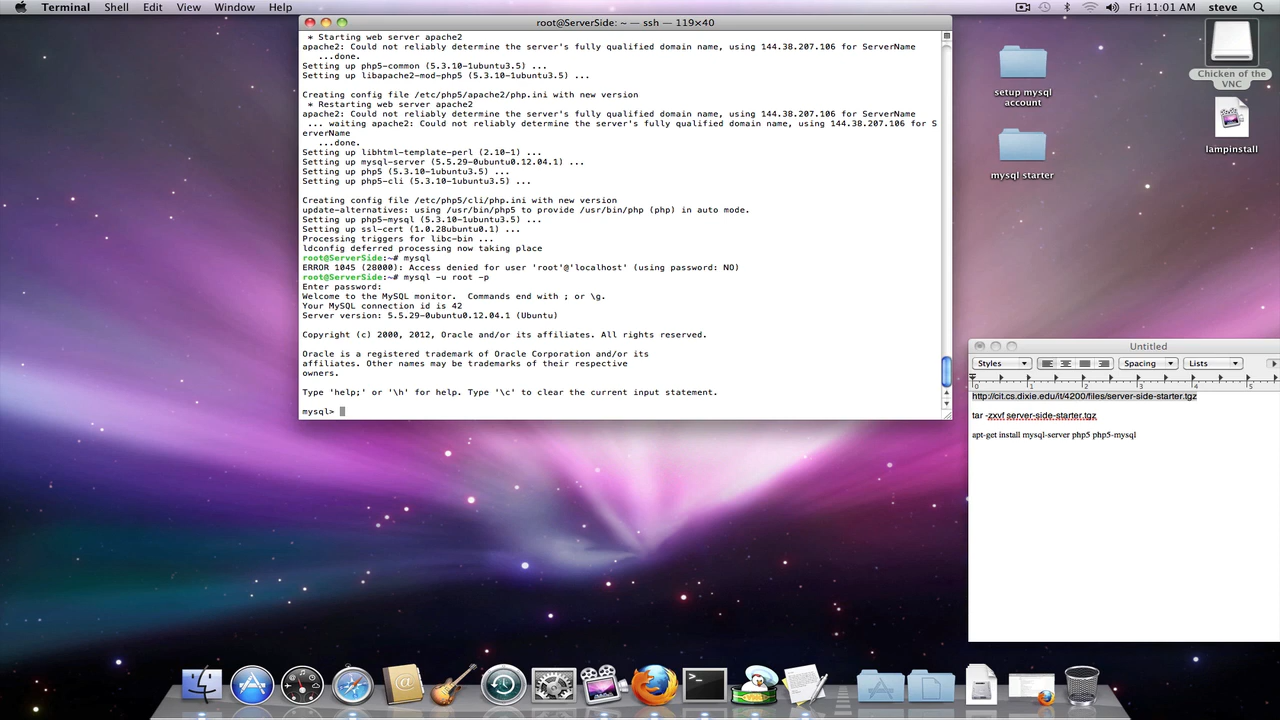 Terminal Shell Edit View Window Help
Fri 11:01 AM steve
root@ServerSide: ~ — ssh — 119×40
 * Starting web server apache2
apache2: Could not reliably determine the server's fully qualified domain name, using 144.38.207.106 for ServerName
   ...done.
Setting up php5-common (5.3.10-1ubuntu3.5) ...
Setting up libapache2-mod-php5 (5.3.10-1ubuntu3.5) ...
Creating config file /etc/php5/apache2/php.ini with new version
 * Restarting web server apache2
apache2: Could not reliably determine the server's fully qualified domain name, using 144.38.207.106 for ServerName
 ... waiting apache2: Could not reliably determine the server's fully qualified domain name, using 144.38.207.106 for S
erverName
   ...done.
Setting up libhtml-template-perl (2.10-1) ...
Setting up mysql-server (5.5.29-0ubuntu0.12.04.1) ...
Setting up php5 (5.3.10-1ubuntu3.5) ...
Setting up php5-cli (5.3.10-1ubuntu3.5) ...
Creating config file /etc/php5/cli/php.ini with new version
update-alternatives: using /usr/bin/php5 to provide /usr/bin/php (php) in auto mode.
Setting up php5-mysql (5.3.10-1ubuntu3.5) ...
Setting up ssl-cert (1.0.28ubuntu0.1) ...
Processing triggers for libc-bin ...
ldconfig deferred processing now taking place
root@ServerSide:~# mysql
ERROR 1045 (28000): Access denied for user 'root'@'localhost' (using password: NO)
root@ServerSide:~# mysql -u root -p
Enter password:
Welcome to the MySQL monitor.  Commands end with ; or \g.
Your MySQL connection id is 42
Server version: 5.5.29-0ubuntu0.12.04.1 (Ubuntu)
Copyright (c) 2000, 2012, Oracle and/or its affiliates. All rights reserved.
Oracle is a registered trademark of Oracle Corporation and/or its
affiliates. Other names may be trademarks of their respective
owners.
Type 'help;' or '\h' for help. Type '\c' to clear the current input statement.
mysql>
setup mysql
account
mysql starter
Chicken of the
VNC
lampinstall
Untitled
Styles Spacing Lists
0 1 2 3 4 5
http://cit.cs.dixie.edu/it/4200/files/server-side-starter.tgz
tar -zxvf server-side-starter.tgz
apt-get install mysql-server php5 php5-mysql